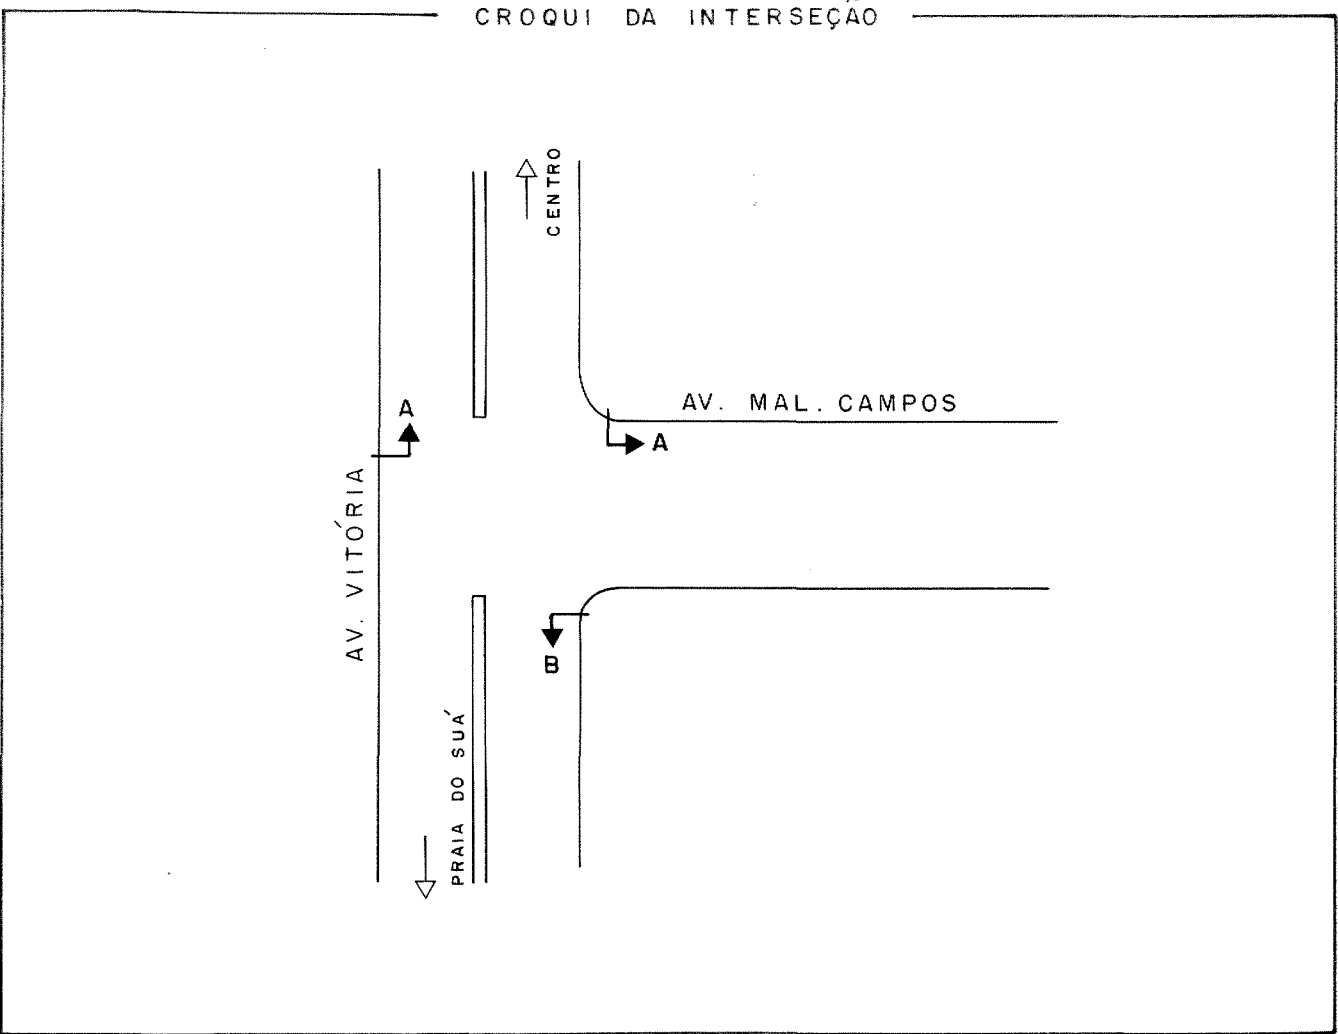 CROQUI DA INTERSEÇÃO
CENTRO
AV. MAL. CAMPOS
A
A
AV. VITÓRIA
B
PRAIA DO SUÁ